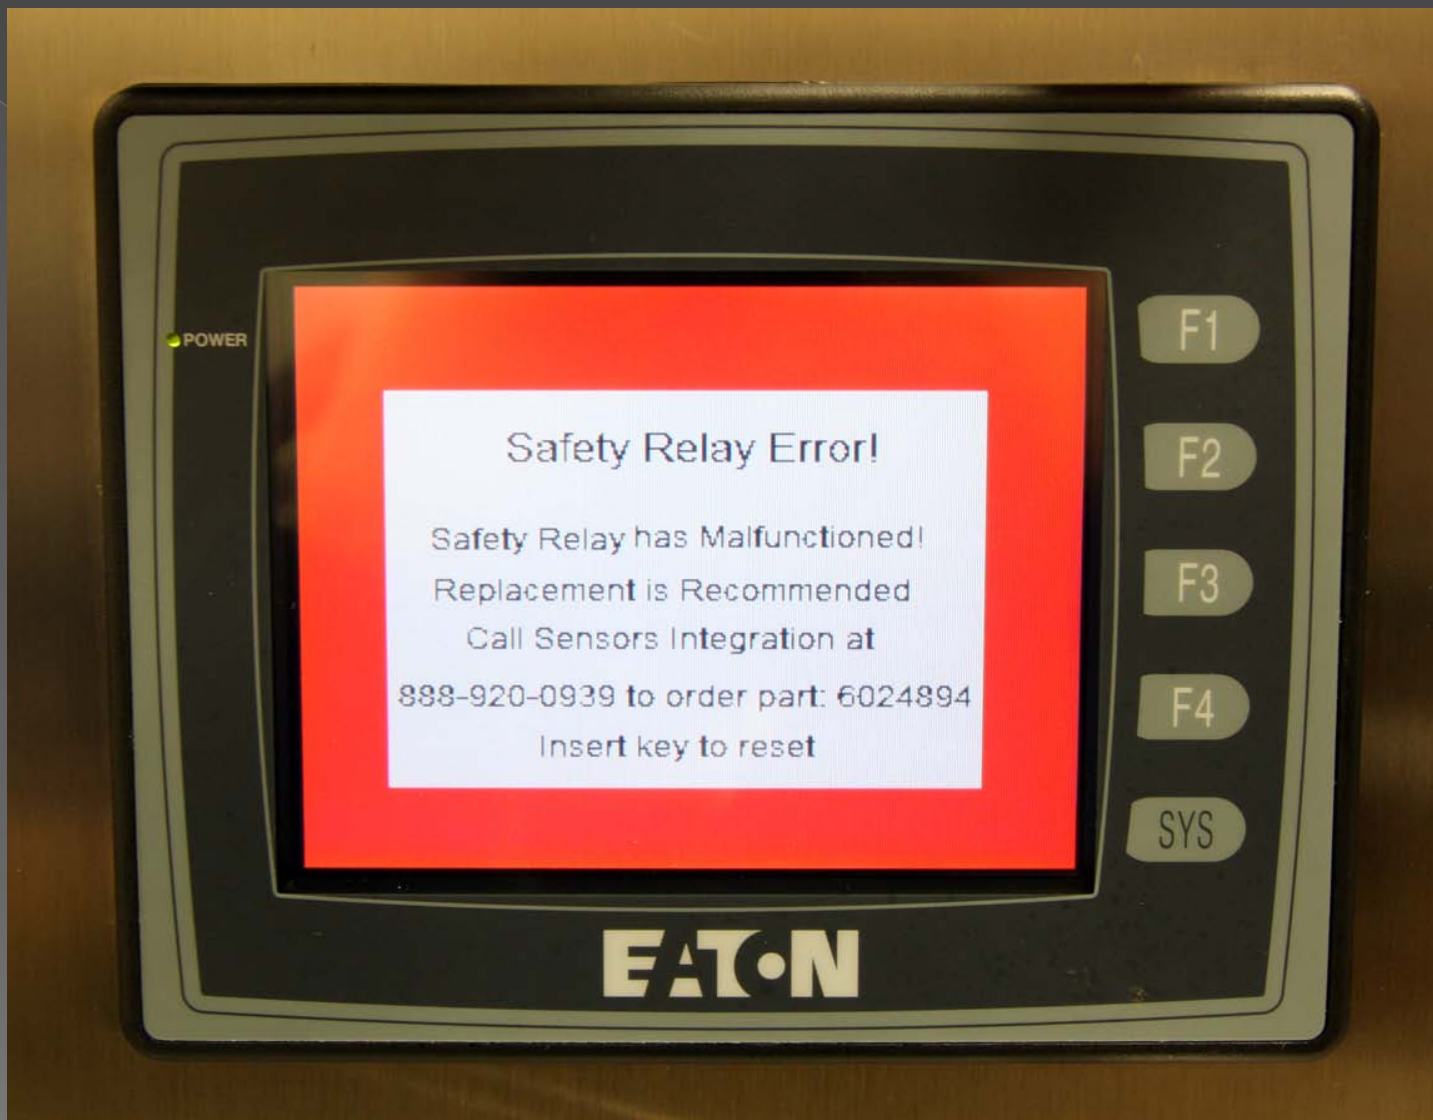 POWER
Safety Relay Error!
Safety Relay has Malfunctioned!
Replacement is Recommended
Call Sensors Integration at
888-920-0939 to order part: 6024894
Insert key to reset
F1
F2
F3
F4
SYS
EATON